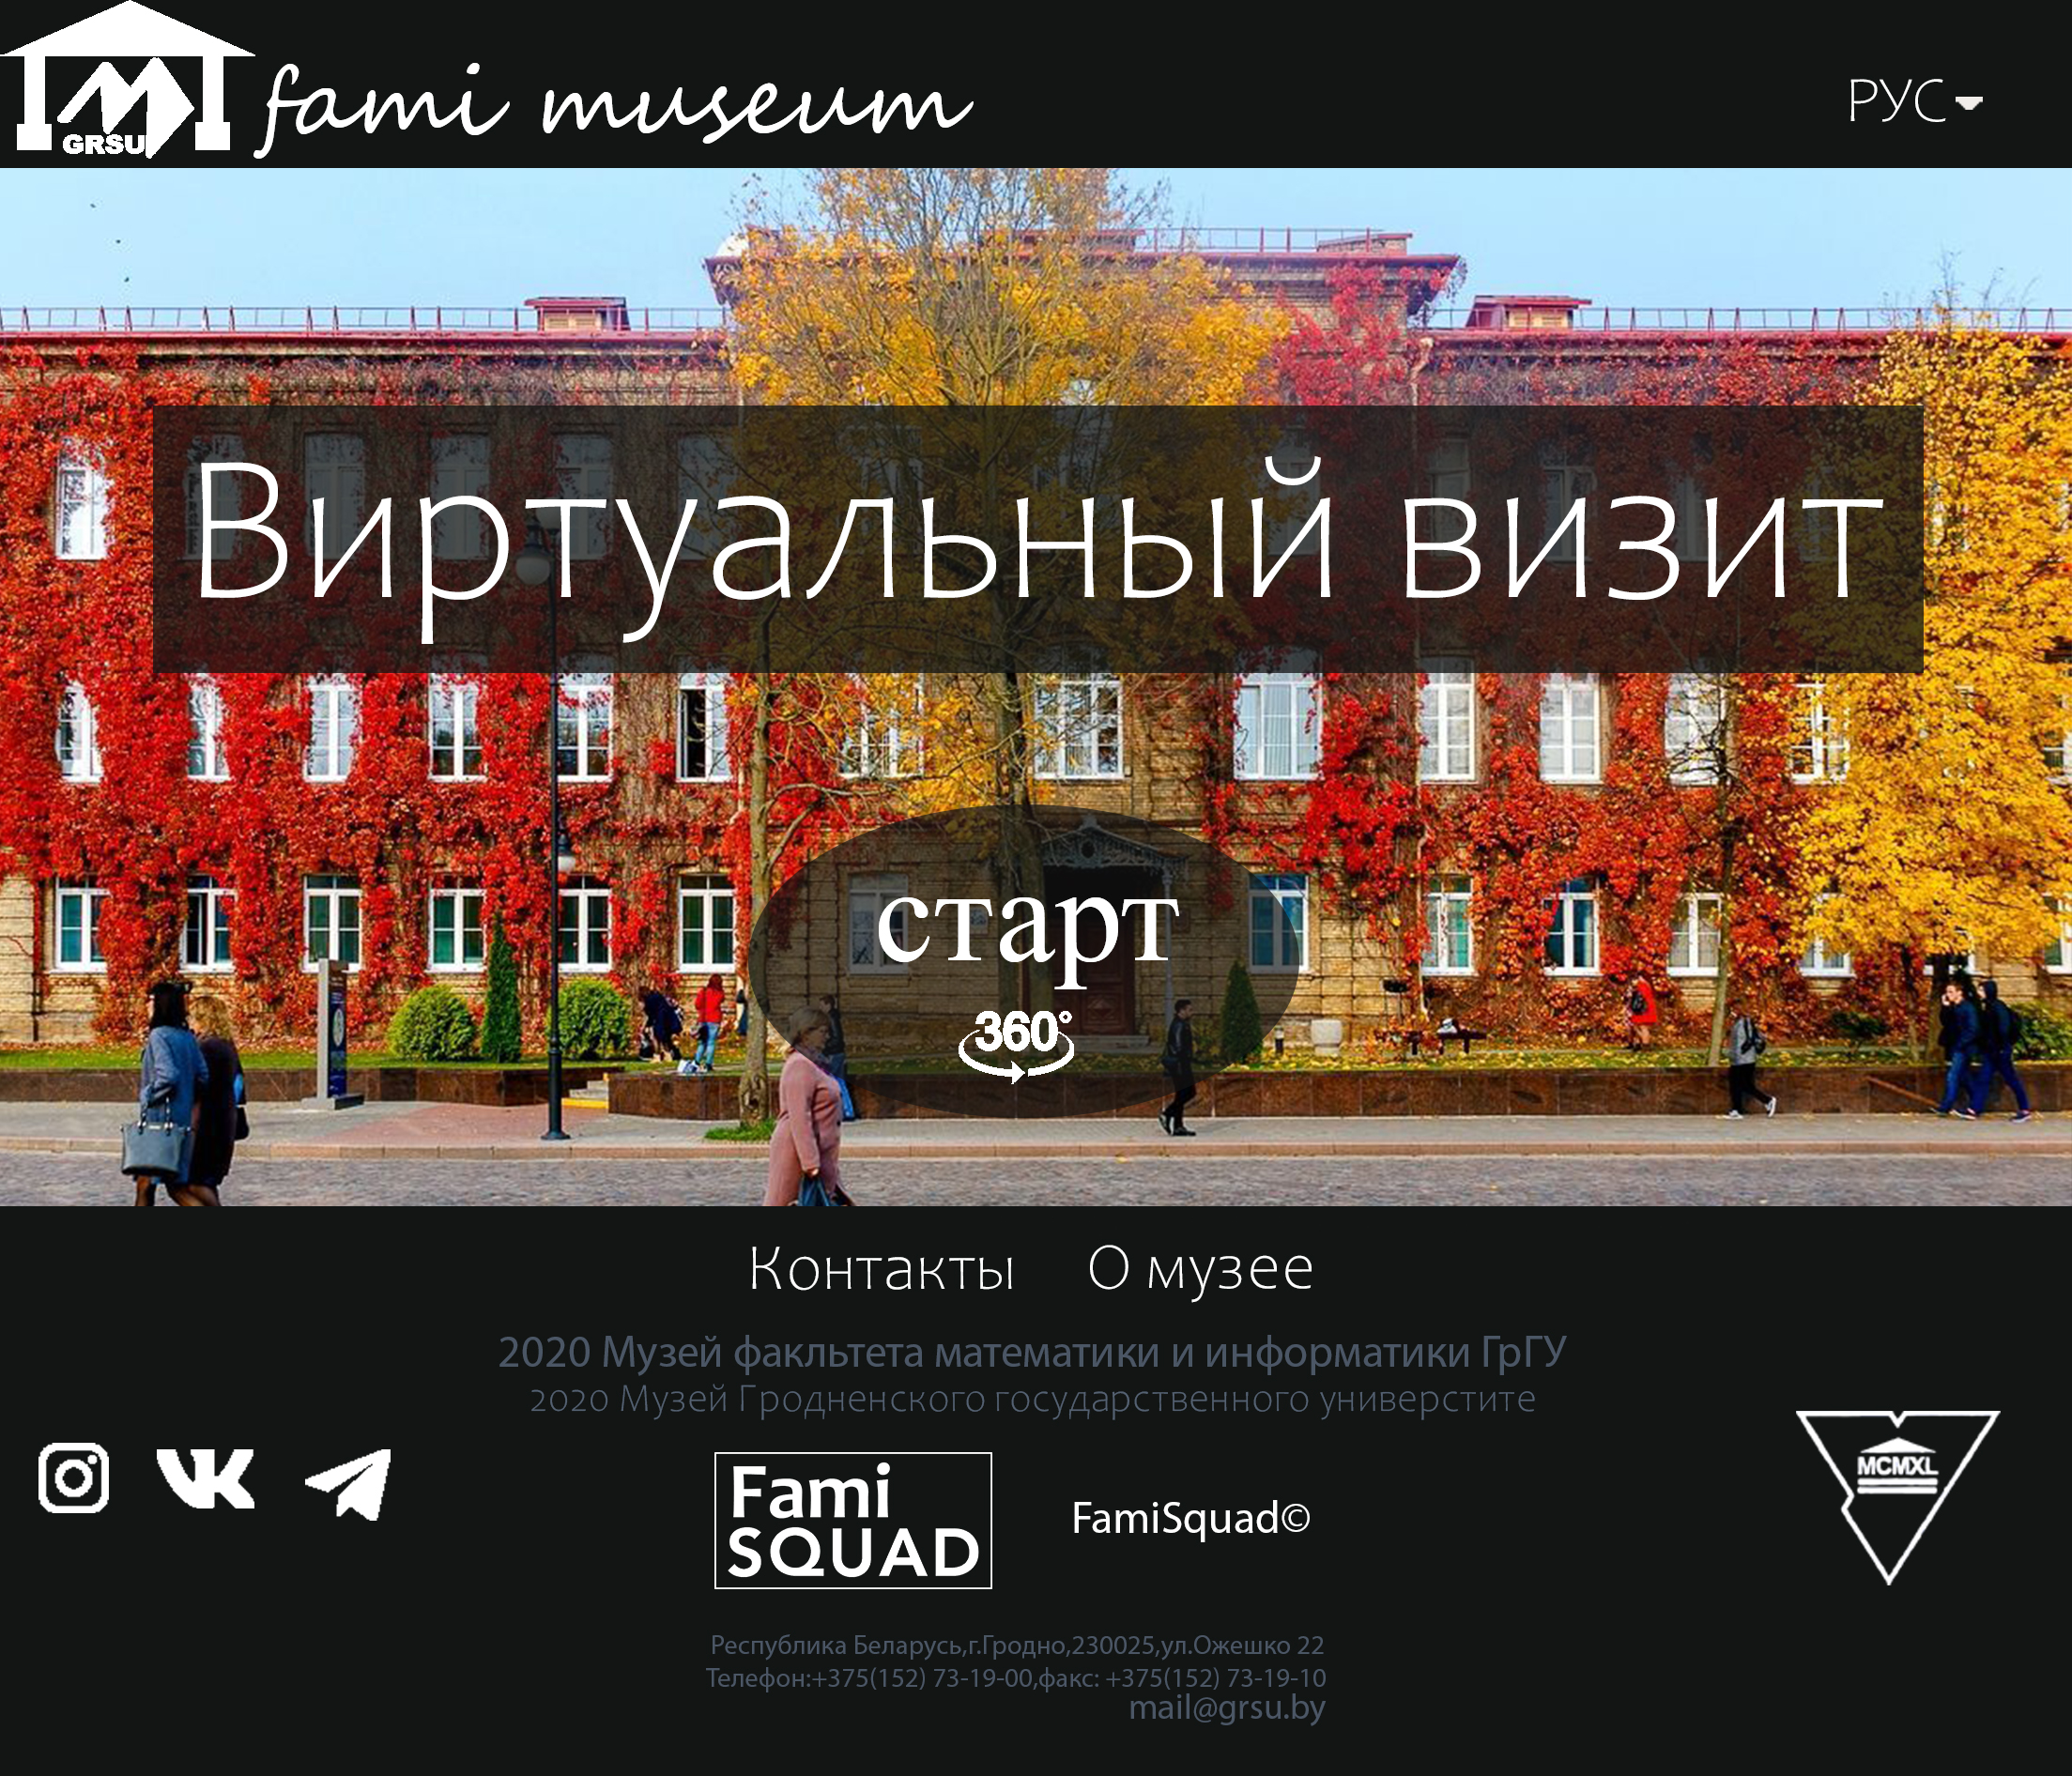 GRSU
fami museum
РУС
Виртуальный визит
старт
360°
Контакты О музее
2020 Музей факльтета математики и информатики ГрГУ
2020 Музей Гродненского государственного универстите
MCMXL
Fami
SQUAD
FamiSquad©
Республика Беларусь,г.Гродно,230025,ул.Ожешко 22
Телефон:+375(152) 73-19-00,факс: +375(152) 73-19-10
mail@grsu.by